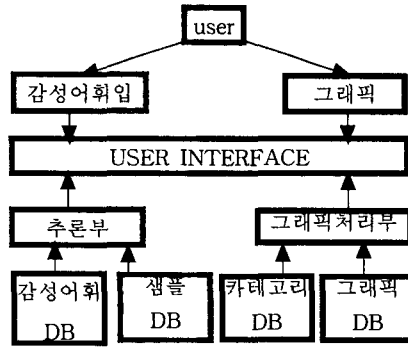 user
감성어휘입
그래픽
USER INTERFACE
추론부
그래픽처리부
감성어휘
DB
샘플
DB
카테고리
DB
그래픽
DB